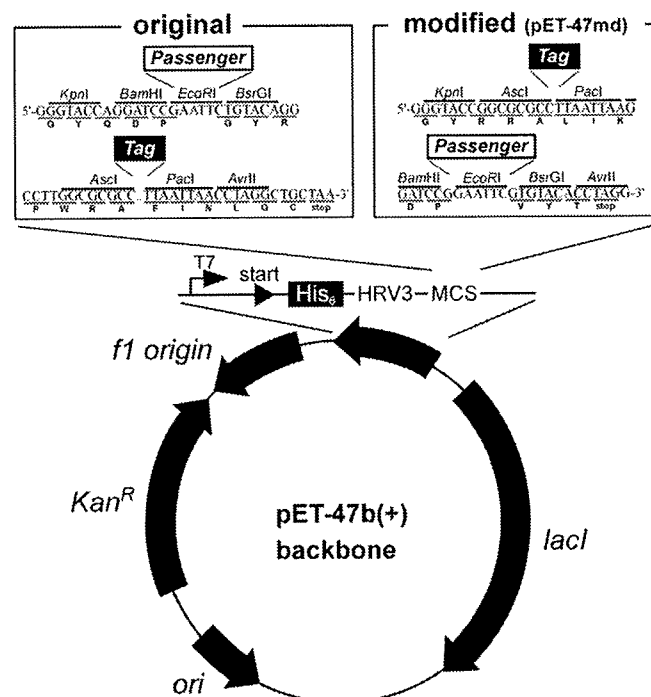 original
Passenger
KpnI BamHI EcoRI BsrGI
5'-GGGTACCAGGATCCGAATTCTGTACAGG
G Y Q D P G Y R
Tag
AscI PacI AvrII
CCTTGGCGCGCC TTAATTAACCTAGGCTGCTAA-3'
P W R A F I N L G C stop
modified (pET-47md)
Tag
KpnI AscI PacI
5'-GGGTACCGGCGCGCCTTAATTAAG
G Y R R A L I K
Passenger
BamHI EcoRI BsrGI AvrII
GATCCGGAATTCGTGTACACCTAGG-3'
D P V Y T stop
T7
start
His6 HRV3 MCS
f1 origin
KanR
pET-47b(+)
backbone
lacI
ori